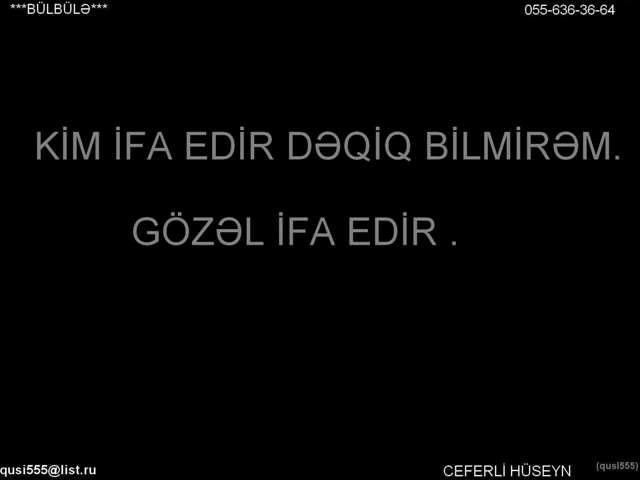 ***BÜLBÜLƏ***
055-636-36-64
KİM İFA EDİR DƏQİQ BİLMİRƏM.
GÖZƏL İFA EDİR .
qusi555@list.ru
CEFERLİ HÜSEYN
(qusi555)